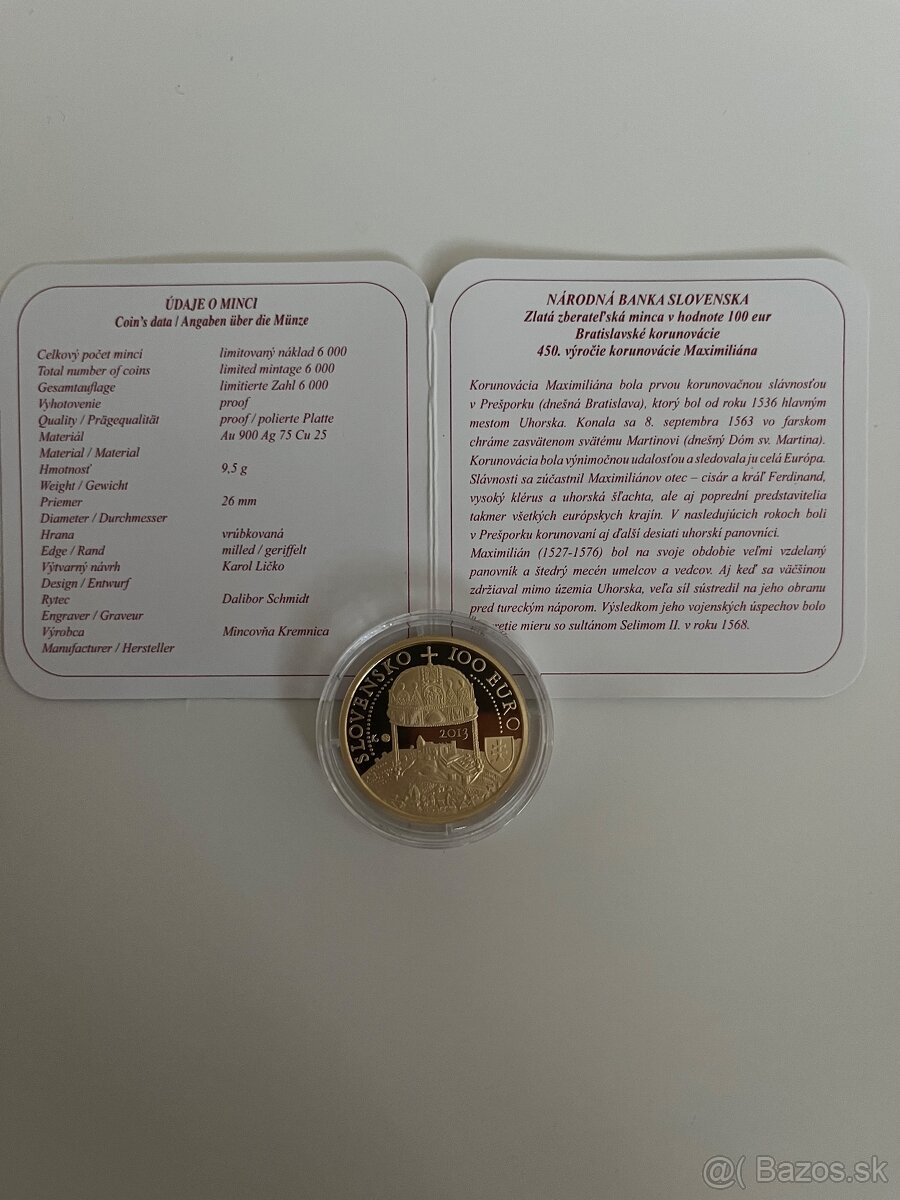 ÚDAJE O MINCI
Coin's data / Angaben über die Münze
Celkový počet mincí limitovaný náklad 6 000
Total number of coins limited mintage 6 000
Gesamtauflage limitierte Zahl 6 000
Vyhotovenie proof
Quality / Prägequalität proof / polierte Platte
Materiál Au 900 Ag 75 Cu 25
Material / Material
Hmotnosť 9,5 g
Weight / Gewicht
Priemer 26 mm
Diameter / Durchmesser
Hrana vrúbkovaná
Edge / Rand milled / geriffelt
Výtvarný návrh Karol Ličko
Design / Entwurf
Rytec Dalibor Schmidt
Engraver / Graveur
Výrobca Mincovňa Kremnica
Manufacturer / Hersteller
NÁRODNÁ BANKA SLOVENSKA
Zlatá zberateľská minca v hodnote 100 eur
Bratislavské korunovácie
450. výročie korunovácie Maximiliána
Korunovácia Maximiliána bola prvou korunovačnou slávnosťou
v Prešporku (dnešná Bratislava), ktorý bol od roku 1536 hlavným
mestom Uhorska. Konala sa 8. septembra 1563 vo farskom
chráme zasvätenom svätému Martinovi (dnešný Dóm sv. Martina).
Korunovácia bola výnimočnou udalosťou a sledovala ju celá Európa.
Slávnosti sa zúčastnil Maximiliánov otec – cisár a kráľ Ferdinand,
vysoký klérus a uhorská šľachta, ale aj poprední predstavitelia
takmer všetkých európskych krajín. V nasledujúcich rokoch boli
v Prešporku korunovaní aj ďalší desiati uhorskí panovníci.
Maximilián (1527-1576) bol na svoje obdobie veľmi vzdelaný
panovník a štedrý mecén umelcov a vedcov. Aj keď sa väčšinou
zdržiaval mimo územia Uhorska, veľa síl sústredil na jeho obranu
pred tureckým náporom. Výsledkom jeho vojenských úspechov bolo
mieru so sultánom Selimom II. v roku 1568.
SLOVENSKO + 100 EURO
2013
@( Bazos.sk